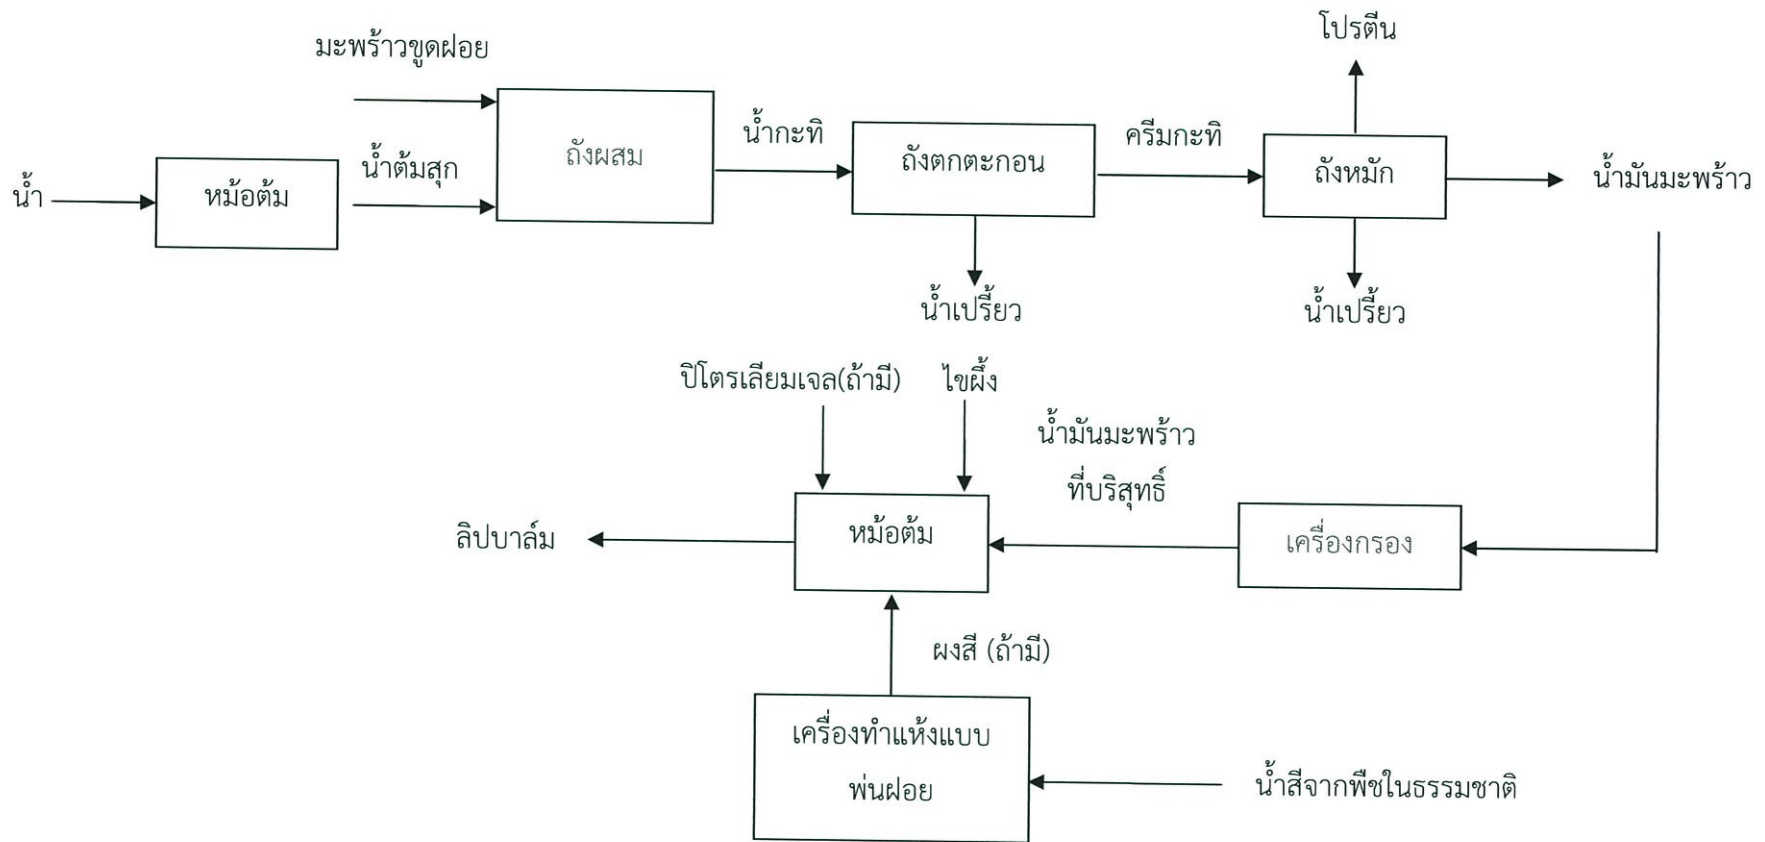 มะพร้าวขูดฝอย
น้ำ
หม้อต้ม
น้ำต้มสุก
ถังผสม
น้ำกะทิ
ถังตกตะกอน
น้ำเปรี้ยว
ครีมกะทิ
โปรตีน
ถังหมัก
น้ำเปรี้ยว
น้ำมันมะพร้าว
ปิโตรเลียมเจล(ถ้ามี)
ไขผึ้ง
น้ำมันมะพร้าว
ที่บริสุทธิ์
ลิปบาล์ม
หม้อต้ม
เครื่องกรอง
ผงสี (ถ้ามี)
เครื่องทำแห้งแบบ
พ่นฝอย
น้ำสีจากพืชในธรรมชาติ